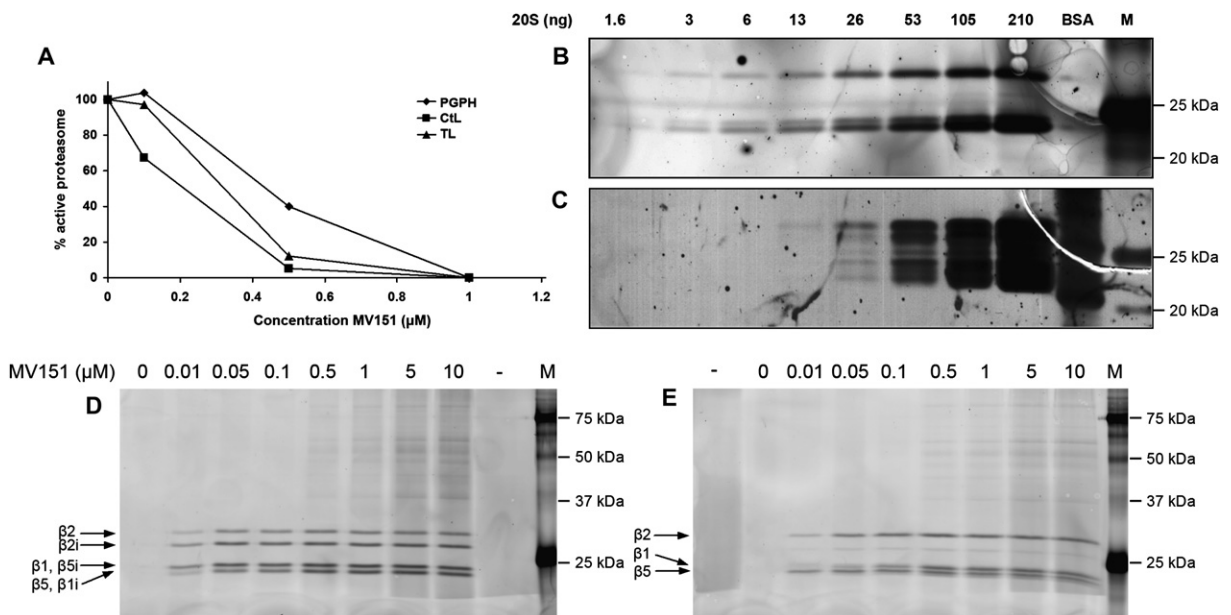 20S (ng) 1.6 3 6 13 26 53 105 210 BSA M
A
B
100
80
60
40
20
0
% active proteasome
PGPH
CtL
TL
0 0.2 0.4 0.6 0.8 1 1.2
Concentration MV151 (µM)
25 kDa
20 kDa
C
25 kDa
20 kDa
MV151 (µM) 0 0.01 0.05 0.1 0.5 1 5 10 - M
D
75 kDa
50 kDa
37 kDa
25 kDa
β2
β2i
β1, β5i
β5, β1i
- 0 0.01 0.05 0.1 0.5 1 5 10 M
E
75 kDa
50 kDa
37 kDa
25 kDa
β2
β1
β5